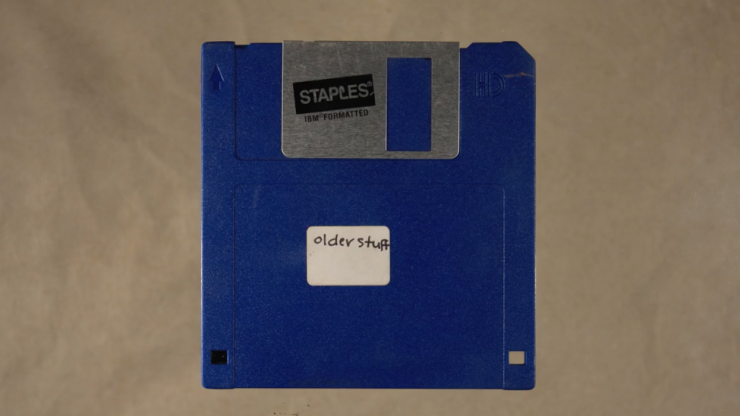 STAPLES®
IBM® FORMATTED
HD
older stuff